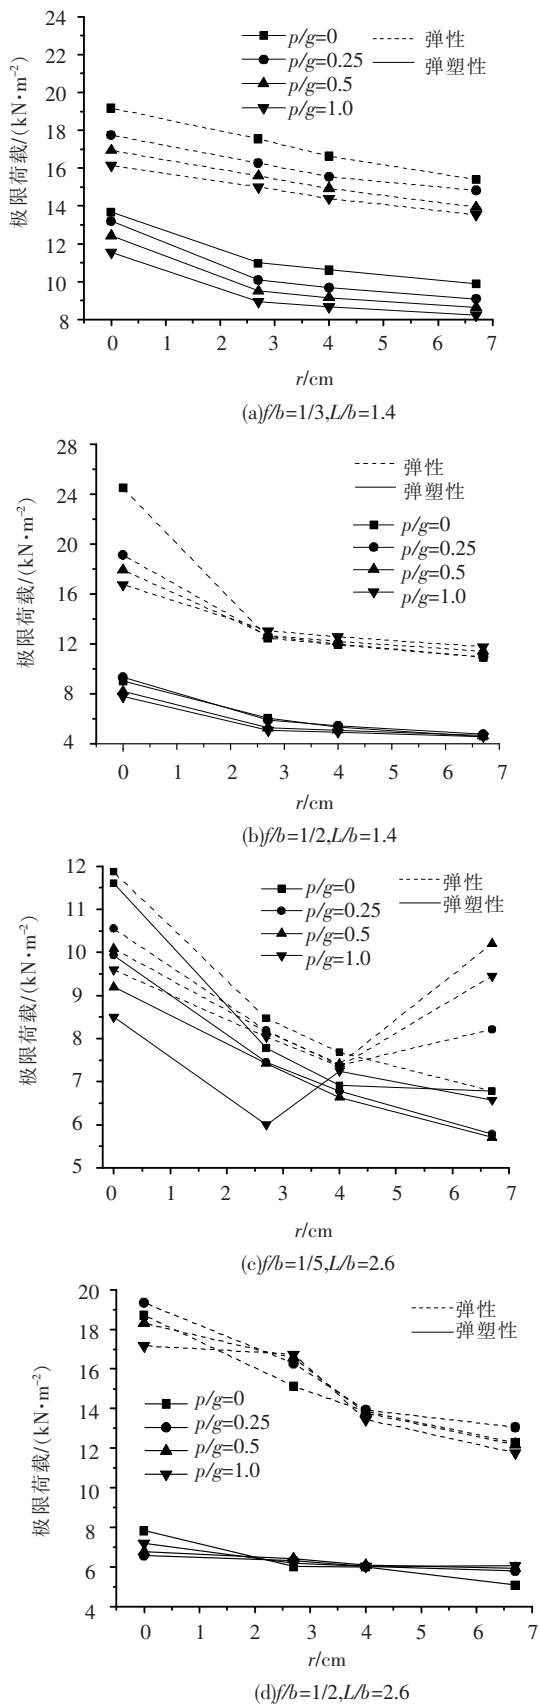 24
22
20
18
16
14
12
10
8
极限荷载/(kN·m⁻²)
p/g=0
p/g=0.25
p/g=0.5
p/g=1.0
弹性
弹塑性
0 1 2 3 4 5 6 7
r/cm
(a)f/b=1/3,L/b=1.4
28
24
20
16
12
8
4
极限荷载/(kN·m⁻²)
弹性
弹塑性
p/g=0
p/g=0.25
p/g=0.5
p/g=1.0
0 1 2 3 4 5 6 7
r/cm
(b)f/b=1/2,L/b=1.4
12
11
10
9
8
7
6
5
极限荷载/(kN·m⁻²)
p/g=0
p/g=0.25
p/g=0.5
p/g=1.0
弹性
弹塑性
0 1 2 3 4 5 6 7
r/cm
(c)f/b=1/5,L/b=2.6
20
18
16
14
12
10
8
6
4
极限荷载/(kN·m⁻²)
弹性
弹塑性
p/g=0
p/g=0.25
p/g=0.5
p/g=1.0
0 1 2 3 4 5 6 7
r/cm
(d)f/b=1/2,L/b=2.6